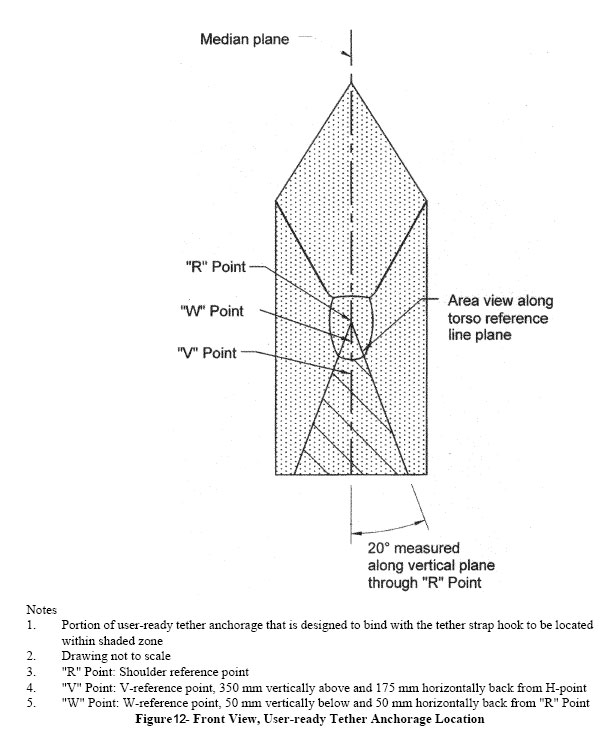 Median plane
"R" Point
"W" Point
"V" Point
Area view along
torso reference
line plane
20° measured
along vertical plane
through "R" Point
Notes
1. Portion of user-ready tether anchorage that is designed to bind with the tether strap hook to be located
within shaded zone
2. Drawing not to scale
3. "R" Point: Shoulder reference point
4. "V" Point: V-reference point, 350 mm vertically above and 175 mm horizontally back from H-point
5. "W" Point: W-reference point, 50 mm vertically below and 50 mm horizontally back from "R" Point
Figure12- Front View, User-ready Tether Anchorage Location